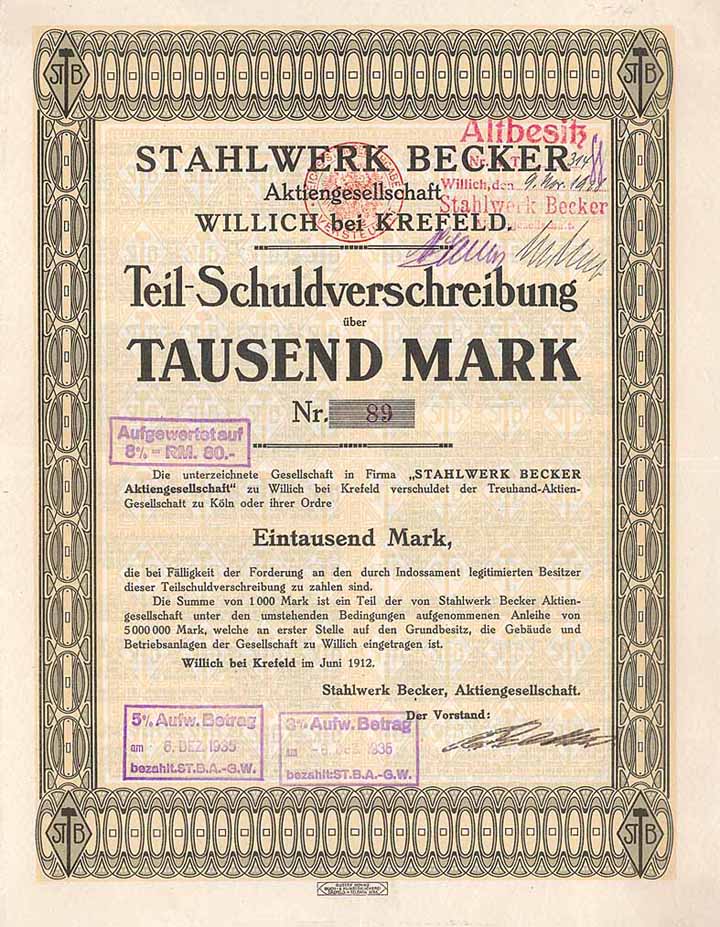 ST B
ST B
Altbesitz
STAHLWERK BECKER
Nr.
Aktiengesellschaft
Willich, den 9. Nov.
Stahlwerk Becker
WILLICH bei KREFELD.
Teil-Schuldverschreibung
über
TAUSEND MARK
Nr. 89
Aufgewertet auf
8% = RM. 80.-
Die unterzeichnete Gesellschaft in Firma „STAHLWERK BECKER
Aktiengesellschaft“ zu Willich bei Krefeld verschuldet der Treuhand-Aktien-
Gesellschaft zu Köln oder ihrer Ordre
Eintausend Mark,
die bei Fälligkeit der Forderung an den durch Indossament legitimierten Besitzer
dieser Teilschuldverschreibung zu zahlen sind.
Die Summe von 1000 Mark ist ein Teil der von Stahlwerk Becker Aktien-
gesellschaft unter den umstehenden Bedingungen aufgenommenen Anleihe von
5000000 Mark, welche an erster Stelle auf den Grundbesitz, die Gebäude und
Betriebsanlagen der Gesellschaft zu Willich eingetragen ist.
Willich bei Krefeld im Juni 1912.
Stahlwerk Becker, Aktiengesellschaft.
Der Vorstand:
5% Aufw. Betrag
am - 6. DEZ. 1935
bezahlt: ST.B.A.-G.W.
3% Aufw. Betrag
am - 6. DEZ. 1935
bezahlt: ST.B.A.-G.W.
ST B
ST B